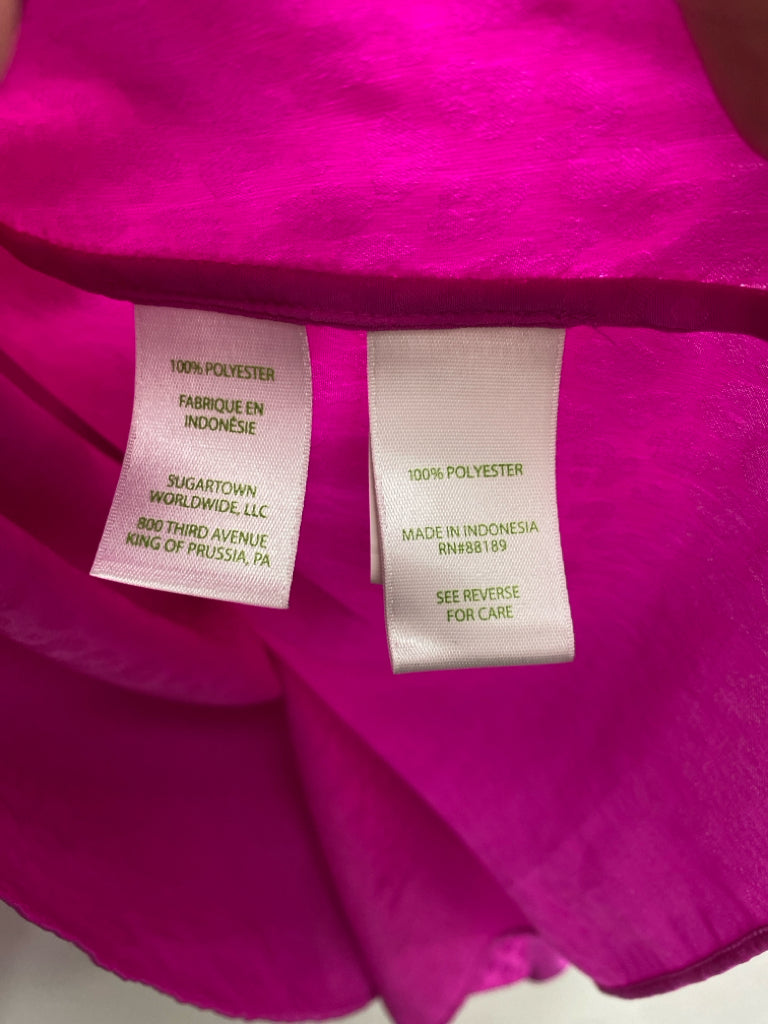 100% POLYESTER
FABRIQUE EN
INDONÉSIE
SUGARTOWN
WORLDWIDE, LLC
800 THIRD AVENUE
KING OF PRUSSIA, PA
100% POLYESTER
MADE IN INDONESIA
RN#88189
SEE REVERSE
FOR CARE